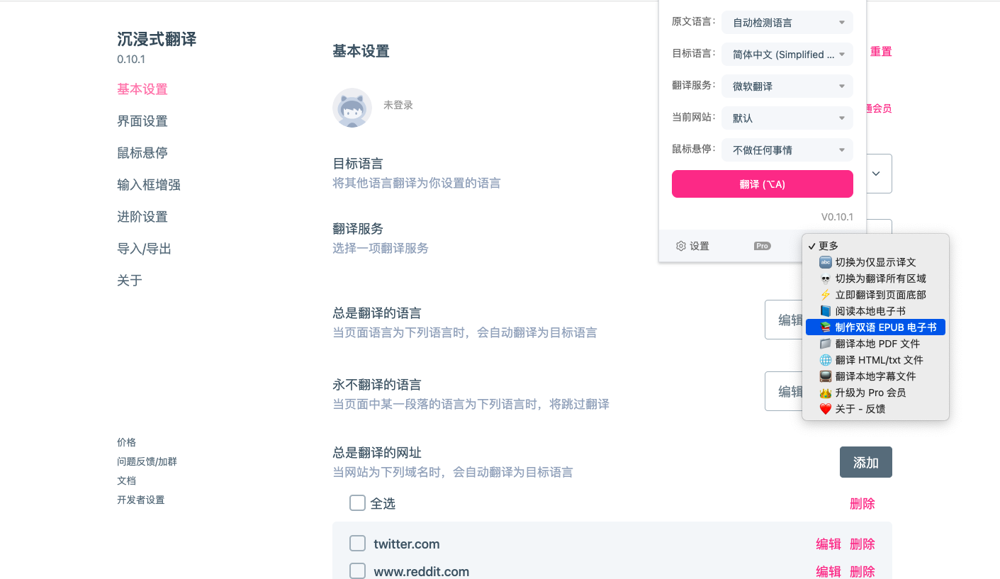 沉浸式翻译
0.10.1
基本设置
界面设置
鼠标悬停
输入框增强
进阶设置
导入/导出
关于
价格
问题反馈/加群
文档
开发者设置
基本设置
重置
未登录
通会员
目标语言
将其他语言翻译为你设置的语言
翻译服务
选择一项翻译服务
总是翻译的语言
当页面语言为下列语言时，会自动翻译为目标语言
编辑
永不翻译的语言
当页面中某一段落的语言为下列语言时，将跳过翻译
编辑
总是翻译的网址
当网站为下列域名时，会自动翻译为目标语言
添加
全选
删除
twitter.com
编辑 删除
www.reddit.com
编辑 删除
原文语言： 自动检测语言
目标语言： 简体中文 (Simplified ...
翻译服务： 微软翻译
当前网站： 默认
鼠标悬停： 不做任何事情
翻译 (⌥A)
V0.10.1
设置
Pro
更多
切换为仅显示译文
切换为翻译所有区域
立即翻译到页面底部
阅读本地电子书
制作双语 EPUB 电子书
翻译本地 PDF 文件
翻译 HTML/txt 文件
翻译本地字幕文件
升级为 Pro 会员
关于 - 反馈